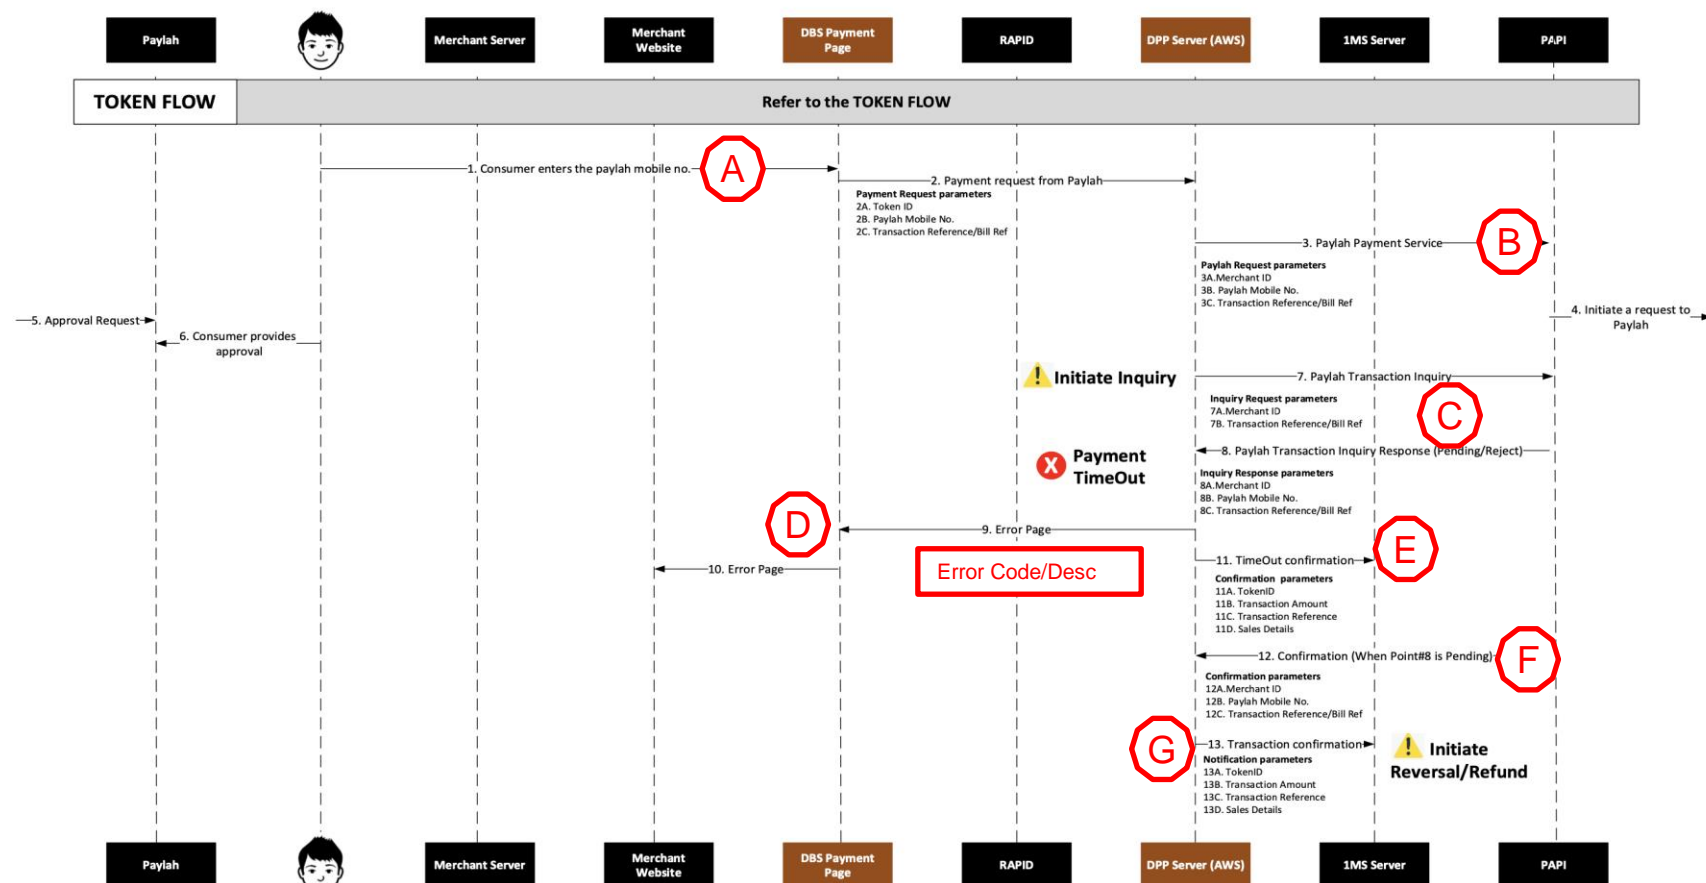 Paylah
Merchant Server
Merchant
Website
DBS Payment
Page
RAPID
DPP Server (AWS)
1MS Server
PAPI
TOKEN FLOW
Refer to the TOKEN FLOW
1. Consumer enters the paylah mobile no.
A
2. Payment request from Paylah
Payment Request parameters
2A. Token ID
2B. Paylah Mobile No.
2C. Transaction Reference/Bill Ref
3. Paylah Payment Service
B
Paylah Request parameters
3A.Merchant ID
3B. Paylah Mobile No.
3C. Transaction Reference/Bill Ref
4. Initiate a request to
Paylah
5. Approval Request
6. Consumer provides
approval
Initiate Inquiry
7. Paylah Transaction Inquiry
Inquiry Request parameters
7A.Merchant ID
7B. Transaction Reference/Bill Ref
C
X
Payment
TimeOut
8. Paylah Transaction Inquiry Response (Pending/Reject)
Inquiry Response parameters
8A.Merchant ID
8B. Paylah Mobile No.
8C. Transaction Reference/Bill Ref
D
9. Error Page
E
10. Error Page
Error Code/Desc
11. TimeOut confirmation
Confirmation parameters
11A. TokenID
11B. Transaction Amount
11C. Transaction Reference
11D. Sales Details
12. Confirmation (When Point#8 is Pending)
F
Confirmation parameters
12A.Merchant ID
12B. Paylah Mobile No.
12C. Transaction Reference/Bill Ref
G
13. Transaction confirmation
Notification parameters
13A. TokenID
13B. Transaction Amount
13C. Transaction Reference
13D. Sales Details
Initiate
Reversal/Refund
Paylah
Merchant Server
Merchant
Website
DBS Payment
Page
RAPID
DPP Server (AWS)
1MS Server
PAPI